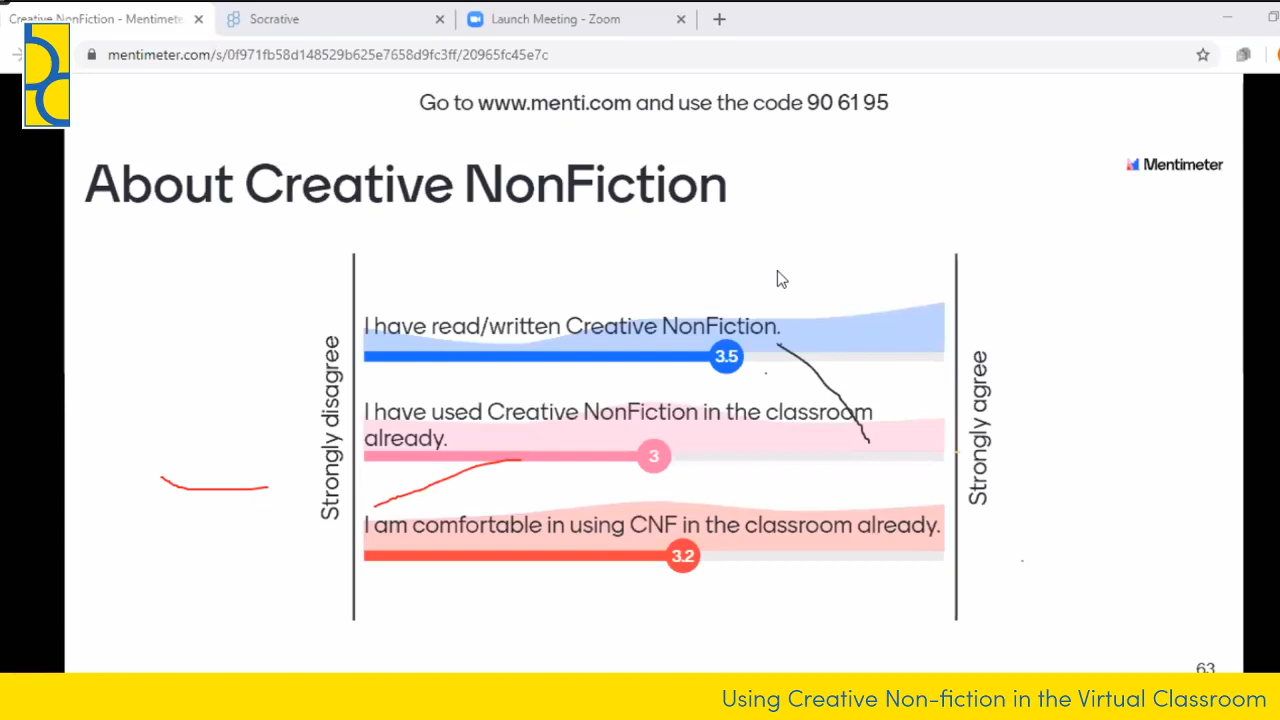 Creative NonFiction - Mentimete
Socrative
Launch Meeting - Zoom
mentimeter.com/s/0f971fb58d148529b625e7658d9fc3ff/20965fc45e7c
Go to www.menti.com and use the code 90 61 95
Mentimeter
About Creative NonFiction
Strongly disagree
I have read/written Creative NonFiction.
3.5
I have used Creative NonFiction in the classroom
already.
3
I am comfortable in using CNF in the classroom already.
3.2
Strongly agree
63
Using Creative Non-fiction in the Virtual Classroom